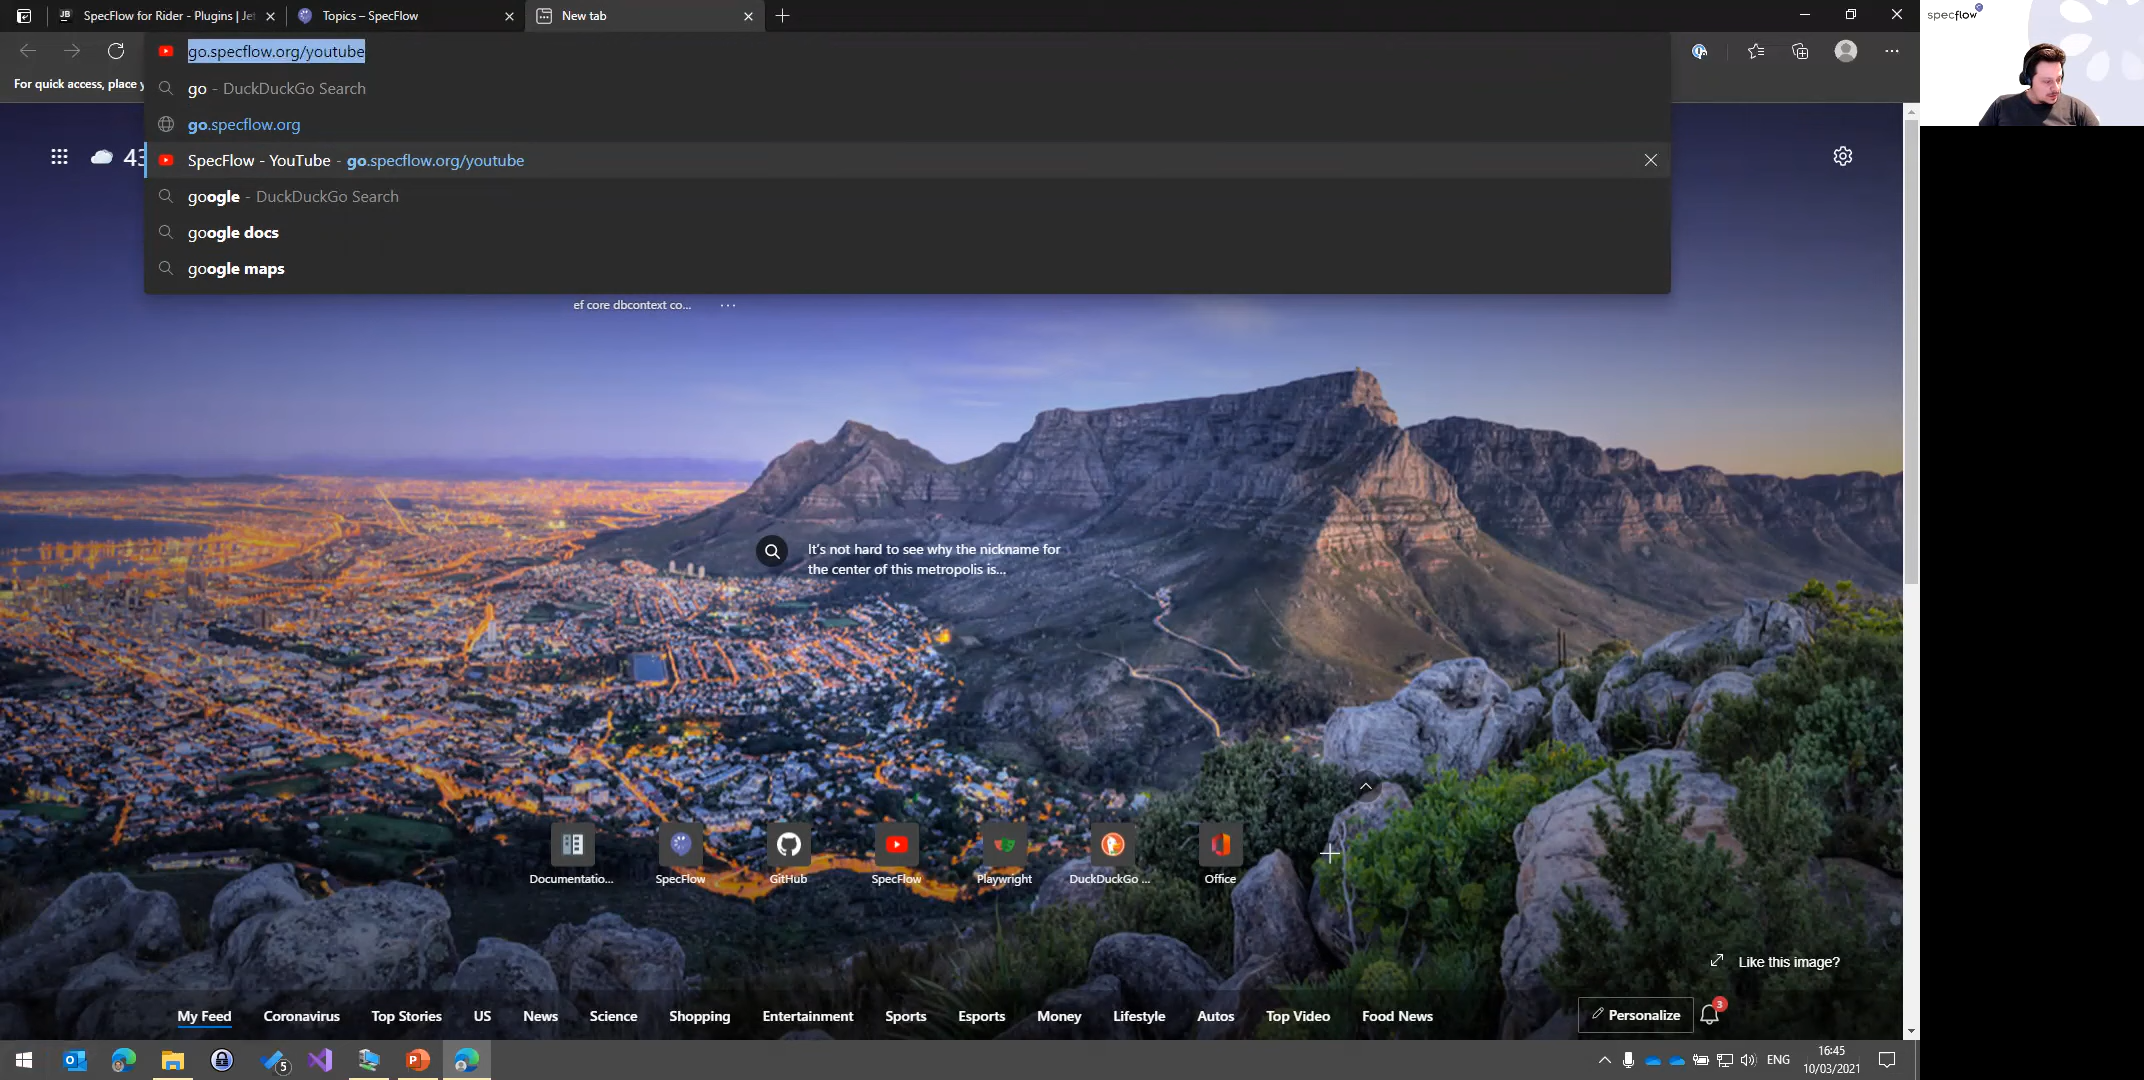 SpecFlow for Rider - Plugins | Jet
Topics – SpecFlow
New tab
specflow
go.specflow.org/youtube
For quick access, place y
go - DuckDuckGo Search
go.specflow.org
SpecFlow - YouTube - go.specflow.org/youtube
google - DuckDuckGo Search
google docs
google maps
43
ef core dbcontext co...
It's not hard to see why the nickname for
the center of this metropolis is...
Documentatio...
SpecFlow
GitHub
SpecFlow
Playwright
DuckDuckGo ...
Office
Like this image?
My Feed
Coronavirus
Top Stories
US
News
Science
Shopping
Entertainment
Sports
Esports
Money
Lifestyle
Autos
Top Video
Food News
Personalize
3
5
ENG
16:45
10/03/2021